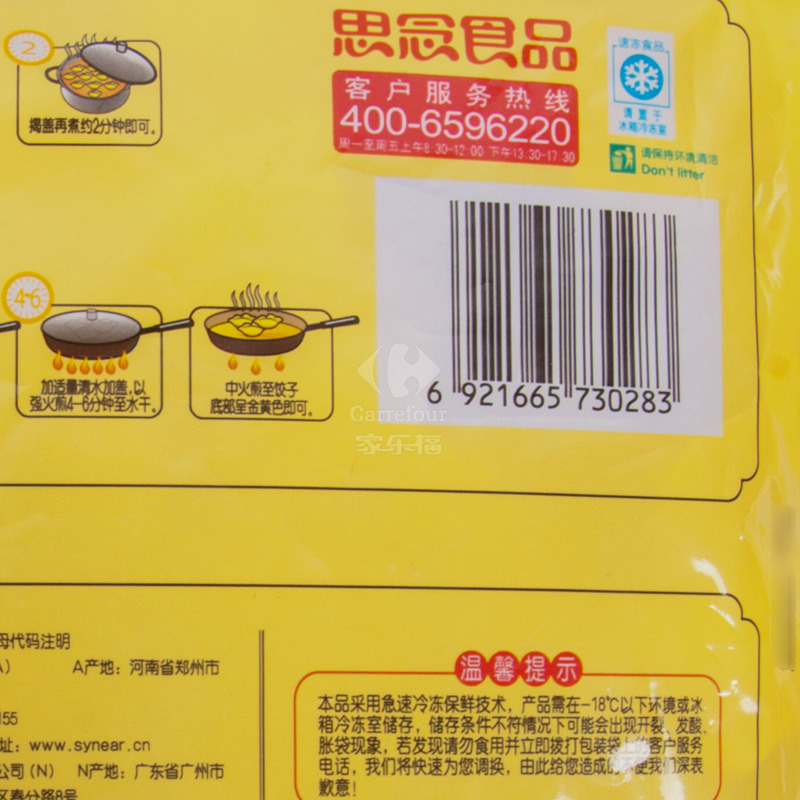 思念食品
客户服务热线
400-6596220
周一至周五上午8:30-12:00 下午13:30-17:30
速冻食品
请置于
冰箱冷冻室
请保持环境清洁
Don't litter
2
揭盖再煮约2分钟即可。
4-6
加适量清水加盖,以
强火煎4-6分钟至水干。
中火煎至饺子
底部呈金黄色即可。
6 921665 730283
Carrefour
家乐福
母代码注明
A) A产地:河南省郑州市
155
址:www.synear.cn
公司(N) N产地:广东省广州市
区春分路8号
温馨提示
本品采用急速冷冻保鲜技术,产品需在-18℃以下环境或冰
箱冷冻室储存,储存条件不符情况下可能会出现开裂、发酸、
胀袋现象,若发现请勿食用并立即拨打包装袋上的客户服务
电话,我们将快速为您调换,由此给您造成的不便我们深表
歉意!